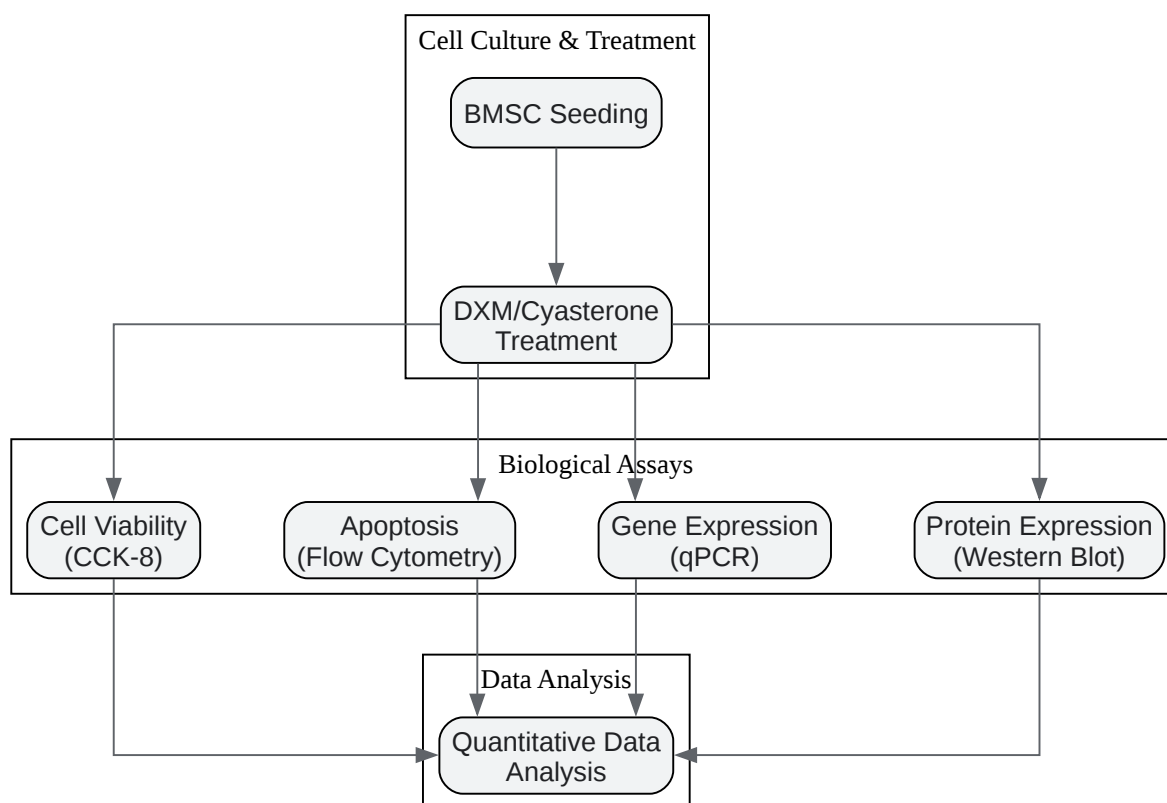 Cell Culture & Treatment
BMSC Seeding
DXM/Cyasterone
Treatment
Biological Assays
Cell Viability
(CCK-8)
Apoptosis
(Flow Cytometry)
Gene Expression
(qPCR)
Protein Expression
(Western Blot)
Data Analysis
Quantitative Data
Analysis